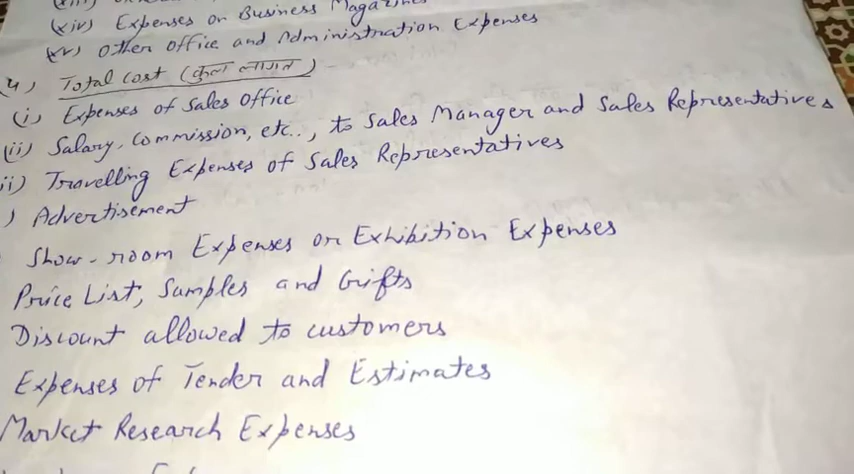 (xiv) Expenses on Business Magazines
(xv) Other Office and Administration Expenses
4) Total Cost (कुल लागत)
(i) Expenses of Sales Office
(ii) Salary, Commission, etc.., to Sales Manager and Sales Representatives
ii) Travelling Expenses of Sales Representatives
) Advertisement
Show-room Expenses or Exhibition Expenses
Price List, Samples and Gifts
Discount allowed to customers
Expenses of Tender and Estimates
Market Research Expenses